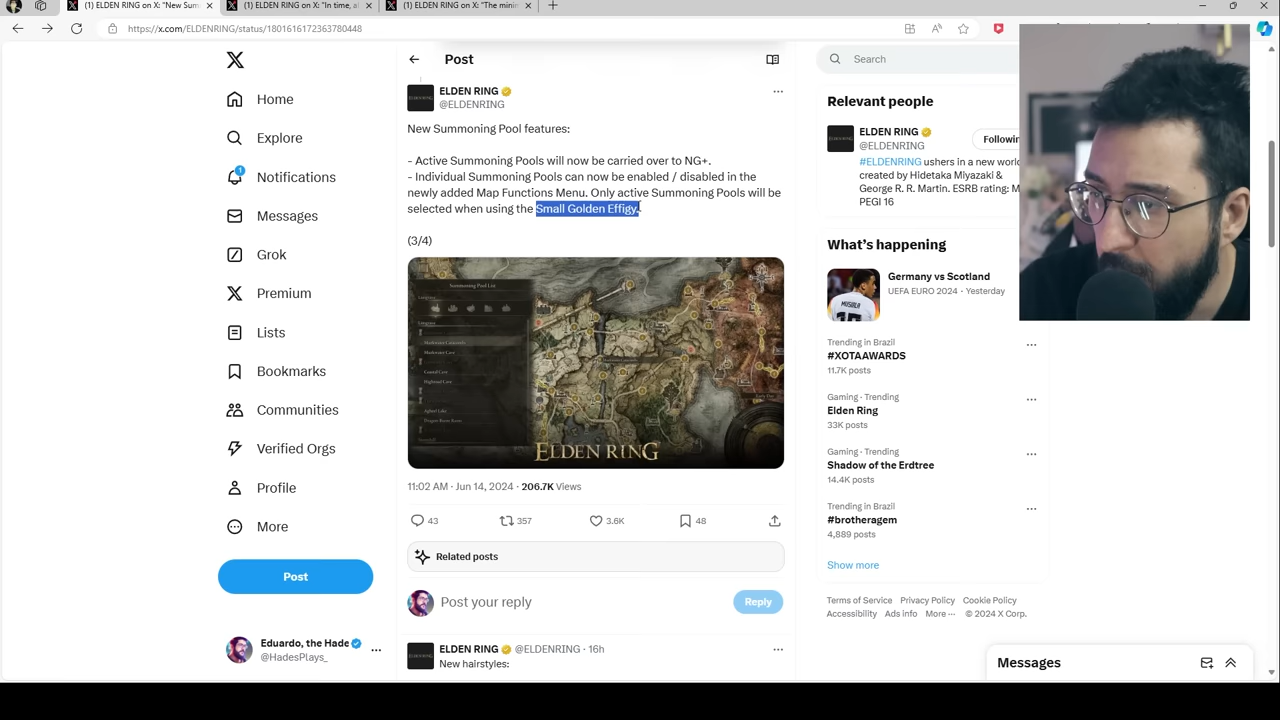 (1) ELDEN RING on X: "New Sum
(1) ELDEN RING on X: "In time, a
(1) ELDEN RING on X: "The mini
https://x.com/ELDENRING/status/1801616172363780448
Home
Explore
1
Notifications
Messages
Grok
Premium
Lists
Bookmarks
Communities
Verified Orgs
Profile
More
Post
Eduardo, the Hade
@HadesPlays_
Post
ELDEN RING
@ELDENRING
New Summoning Pool features:
- Active Summoning Pools will now be carried over to NG+.
- Individual Summoning Pools can now be enabled / disabled in the
newly added Map Functions Menu. Only active Summoning Pools will be
selected when using the Small Golden Effigy.
(3/4)
Summoning Pool List
ELDEN RING
11:02 AM · Jun 14, 2024 · 206.7K Views
43
357
3.6K
48
Related posts
Post your reply
Reply
ELDEN RING @ELDENRING · 16h
New hairstyles:
Search
Relevant people
ELDEN RING
@ELDENRING
Followin
#ELDENRING ushers in a new world
created by Hidetaka Miyazaki &
George R. R. Martin. ESRB rating: M
PEGI 16
What's happening
Germany vs Scotland
UEFA EURO 2024 · Yesterday
Trending in Brazil
#XOTAAWARDS
11.7K posts
Gaming · Trending
Elden Ring
33K posts
Gaming · Trending
Shadow of the Erdtree
14.4K posts
Trending in Brazil
#brotheragem
4,889 posts
Show more
Terms of Service Privacy Policy Cookie Policy
Accessibility Ads info More ··· © 2024 X Corp.
Messages